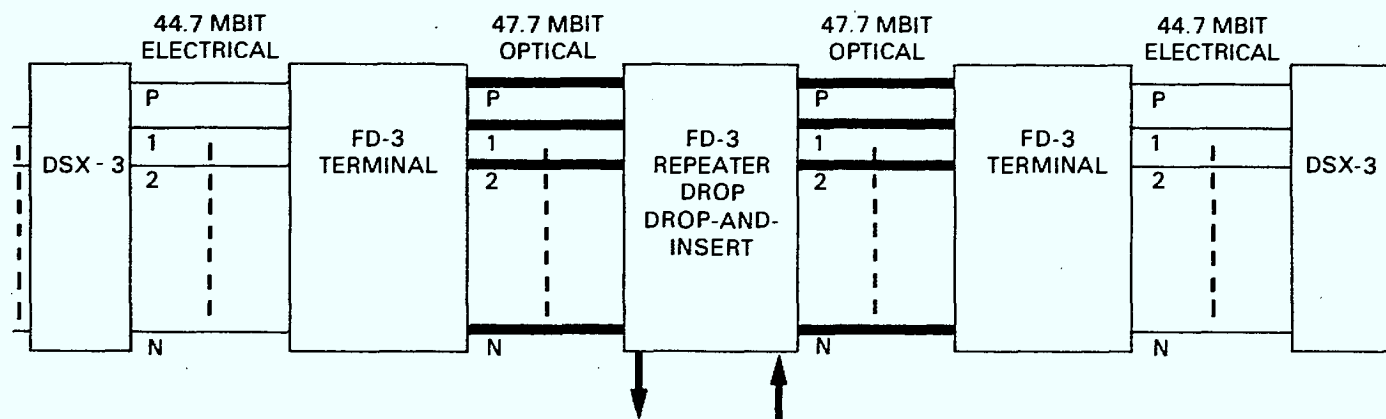 44.7 MBIT
ELECTRICAL
47.7 MBIT
OPTICAL
47.7 MBIT
OPTICAL
44.7 MBIT
ELECTRICAL
DSX - 3
P
1
2
N
FD-3
TERMINAL
P
1
2
N
FD-3
REPEATER
DROP
DROP-AND-
INSERT
P
1
2
N
FD-3
TERMINAL
P
1
2
N
DSX-3